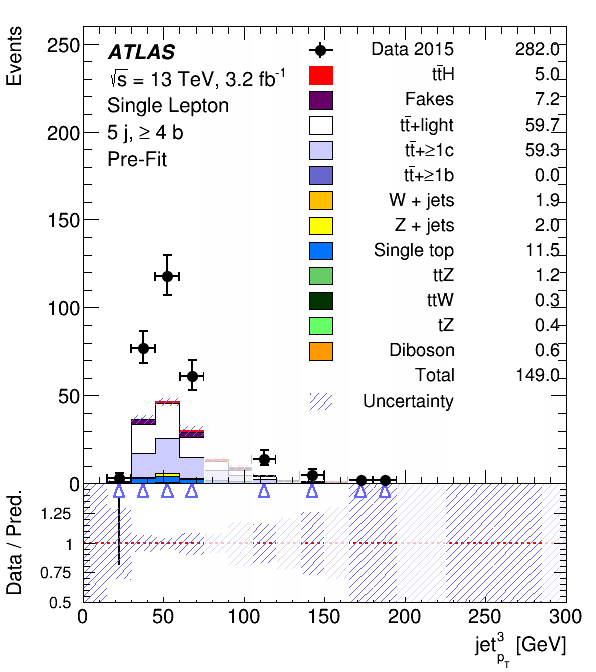 Events
250
200
150
100
50
0
ATLAS
√s = 13 TeV, 3.2 fb⁻¹
Single Lepton
5 j, ≥ 4 b
Pre-Fit
Data 2015 282.0
tt̄H 5.0
Fakes 7.2
tt̄+light 59.7
tt̄+≥1c 59.3
tt̄+≥1b 0.0
W + jets 1.9
Z + jets 2.0
Single top 11.5
ttZ 1.2
ttW 0.3
tZ 0.4
Diboson 0.6
Total 149.0
Uncertainty
Data / Pred.
1.25
1
0.75
0.5
0 50 100 150 200 250 300
jet³ p_T [GeV]